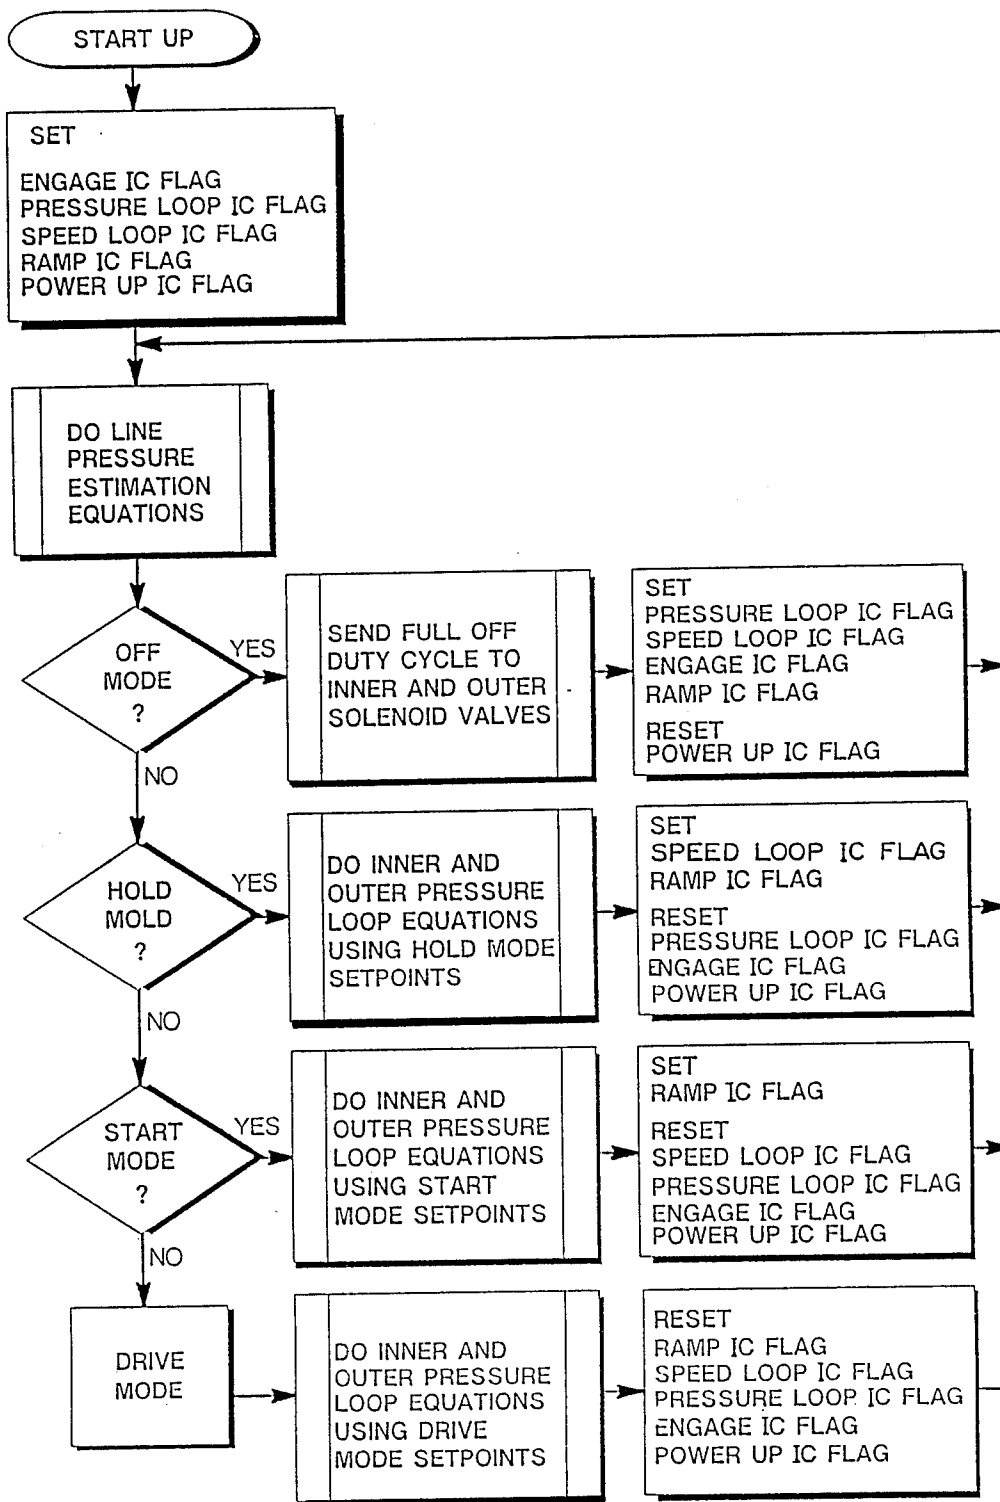 START UP
SET
ENGAGE IC FLAG
PRESSURE LOOP IC FLAG
SPEED LOOP IC FLAG
RAMP IC FLAG
POWER UP IC FLAG
DO LINE
PRESSURE
ESTIMATION
EQUATIONS
OFF
MODE
?
YES
NO
SEND FULL OFF
DUTY CYCLE TO
INNER AND OUTER
SOLENOID VALVES
SET
PRESSURE LOOP IC FLAG
SPEED LOOP IC FLAG
ENGAGE IC FLAG
RAMP IC FLAG
RESET
POWER UP IC FLAG
HOLD
MOLD
?
YES
NO
DO INNER AND
OUTER PRESSURE
LOOP EQUATIONS
USING HOLD MODE
SETPOINTS
SET
SPEED LOOP IC FLAG
RAMP IC FLAG
RESET
PRESSURE LOOP IC FLAG
ENGAGE IC FLAG
POWER UP IC FLAG
START
MODE
?
YES
NO
DO INNER AND
OUTER PRESSURE
LOOP EQUATIONS
USING START
MODE SETPOINTS
SET
RAMP IC FLAG
RESET
SPEED LOOP IC FLAG
PRESSURE LOOP IC FLAG
ENGAGE IC FLAG
POWER UP IC FLAG
DRIVE
MODE
DO INNER AND
OUTER PRESSURE
LOOP EQUATIONS
USING DRIVE
MODE SETPOINTS
RESET
RAMP IC FLAG
SPEED LOOP IC FLAG
PRESSURE LOOP IC FLAG
ENGAGE IC FLAG
POWER UP IC FLAG